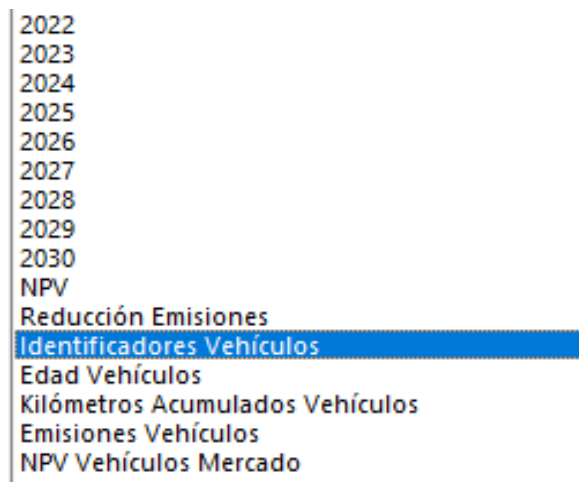 2022
2023
2024
2025
2026
2027
2028
2029
2030
NPV
Reducción Emisiones
Identificadores Vehículos
Edad Vehículos
Kilómetros Acumulados Vehículos
Emisiones Vehículos
NPV Vehículos Mercado